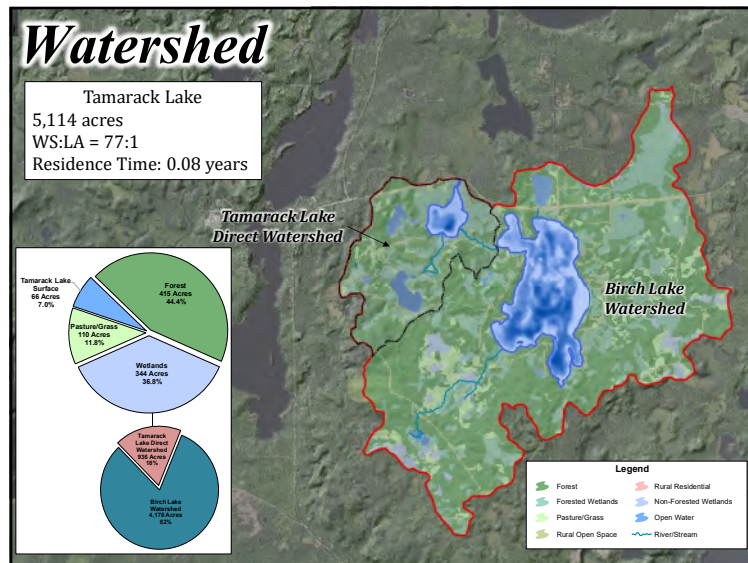 Watershed
Tamarack Lake
5,114 acres
WS:LA = 77:1
Residence Time: 0.08 years
Tamarack Lake
Direct Watershed
Birch Lake
Watershed
Forest
415 Acres
44.4%
Tamarack Lake
Surface
66 Acres
7.0%
Pasture/Grass
110 Acres
11.8%
Wetlands
344 Acres
36.8%
Tamarack
Lake Direct
Watershed
936 Acres
18%
Birch Lake
Watershed
4,178 Acres
82%
Legend
Forest
Forested Wetlands
Pasture/Grass
Rural Open Space
Rural Residential
Non-Forested Wetlands
Open Water
River/Stream